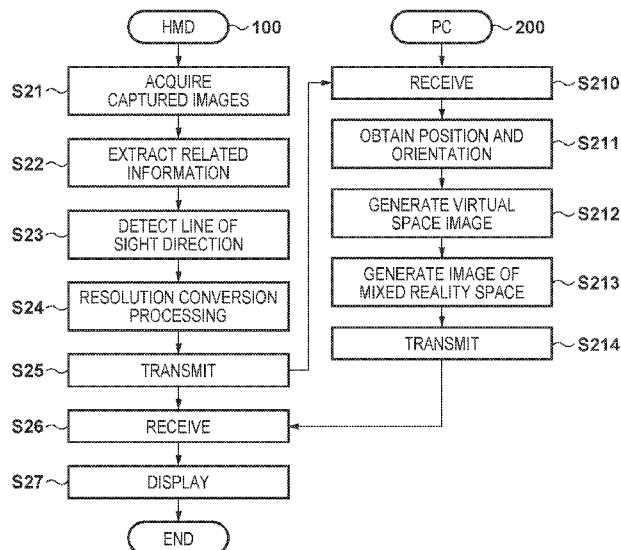 HMD 100
S21 ACQUIRE
CAPTURED IMAGES
S22 EXTRACT RELATED
INFORMATION
S23 DETECT LINE OF
SIGHT DIRECTION
S24 RESOLUTION CONVERSION
PROCESSING
S25 TRANSMIT
S26 RECEIVE
S27 DISPLAY
END
PC 200
RECEIVE S210
OBTAIN POSITION AND
ORIENTATION S211
GENERATE VIRTUAL
SPACE IMAGE S212
GENERATE IMAGE OF
MIXED REALITY SPACE S213
TRANSMIT S214